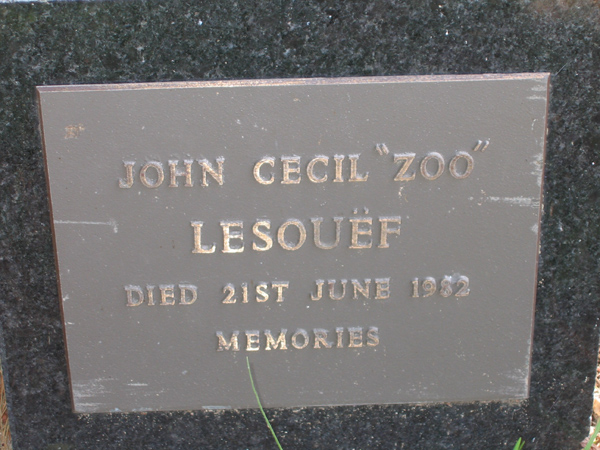 JOHN CECIL "ZOO"
LESOUËF
DIED 21ST JUNE 1982
MEMORIES